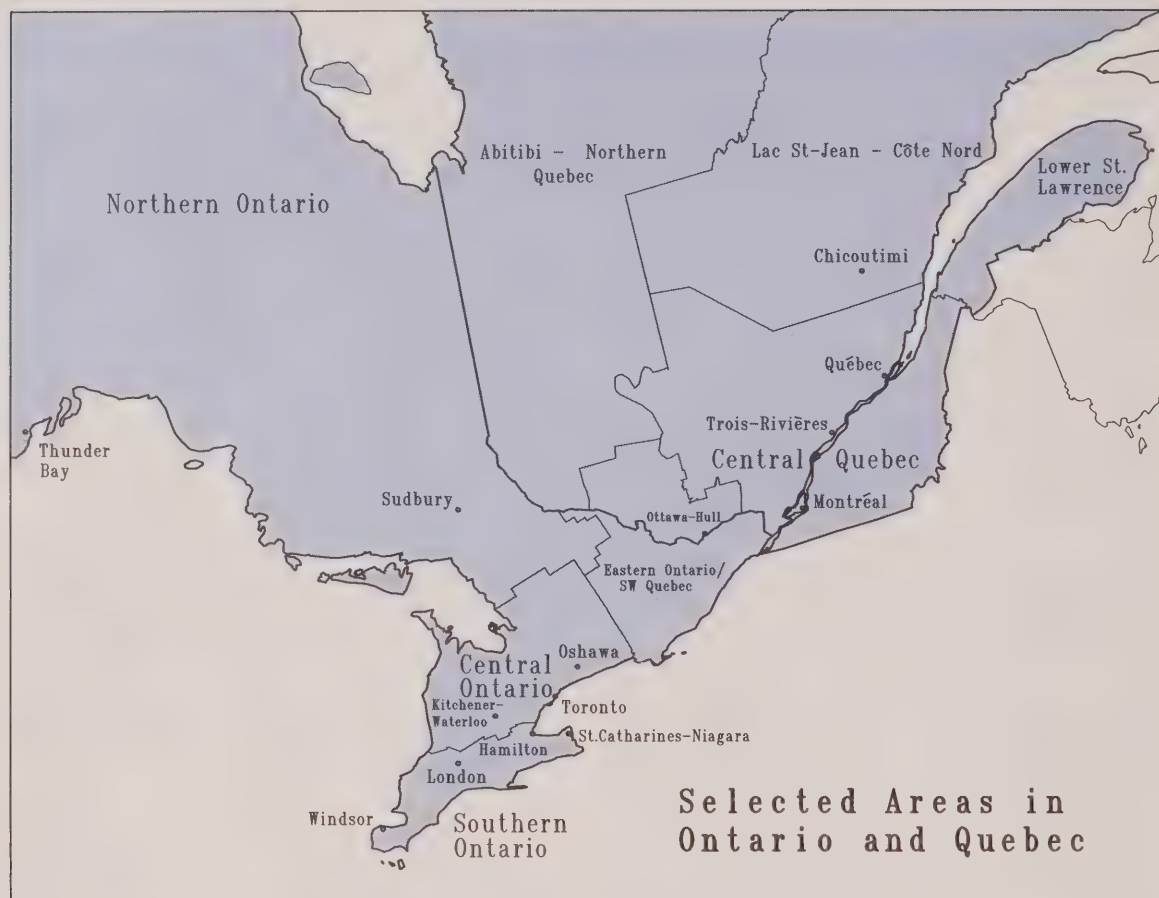 Abitibi - Northern
Quebec
Lac St-Jean - Côte Nord
Lower St.
Lawrence
Northern Ontario
Chicoutimi
Québec
Trois-Rivières
Thunder
Bay
Central Quebec
Sudbury
Montréal
Ottawa-Hull
Eastern Ontario/
SW Quebec
Oshawa
Central
Ontario
Kitchener-
Waterloo
Toronto
St.Catharines-Niagara
Hamilton
London
Windsor
Southern
Ontario
Selected Areas in
Ontario and Quebec